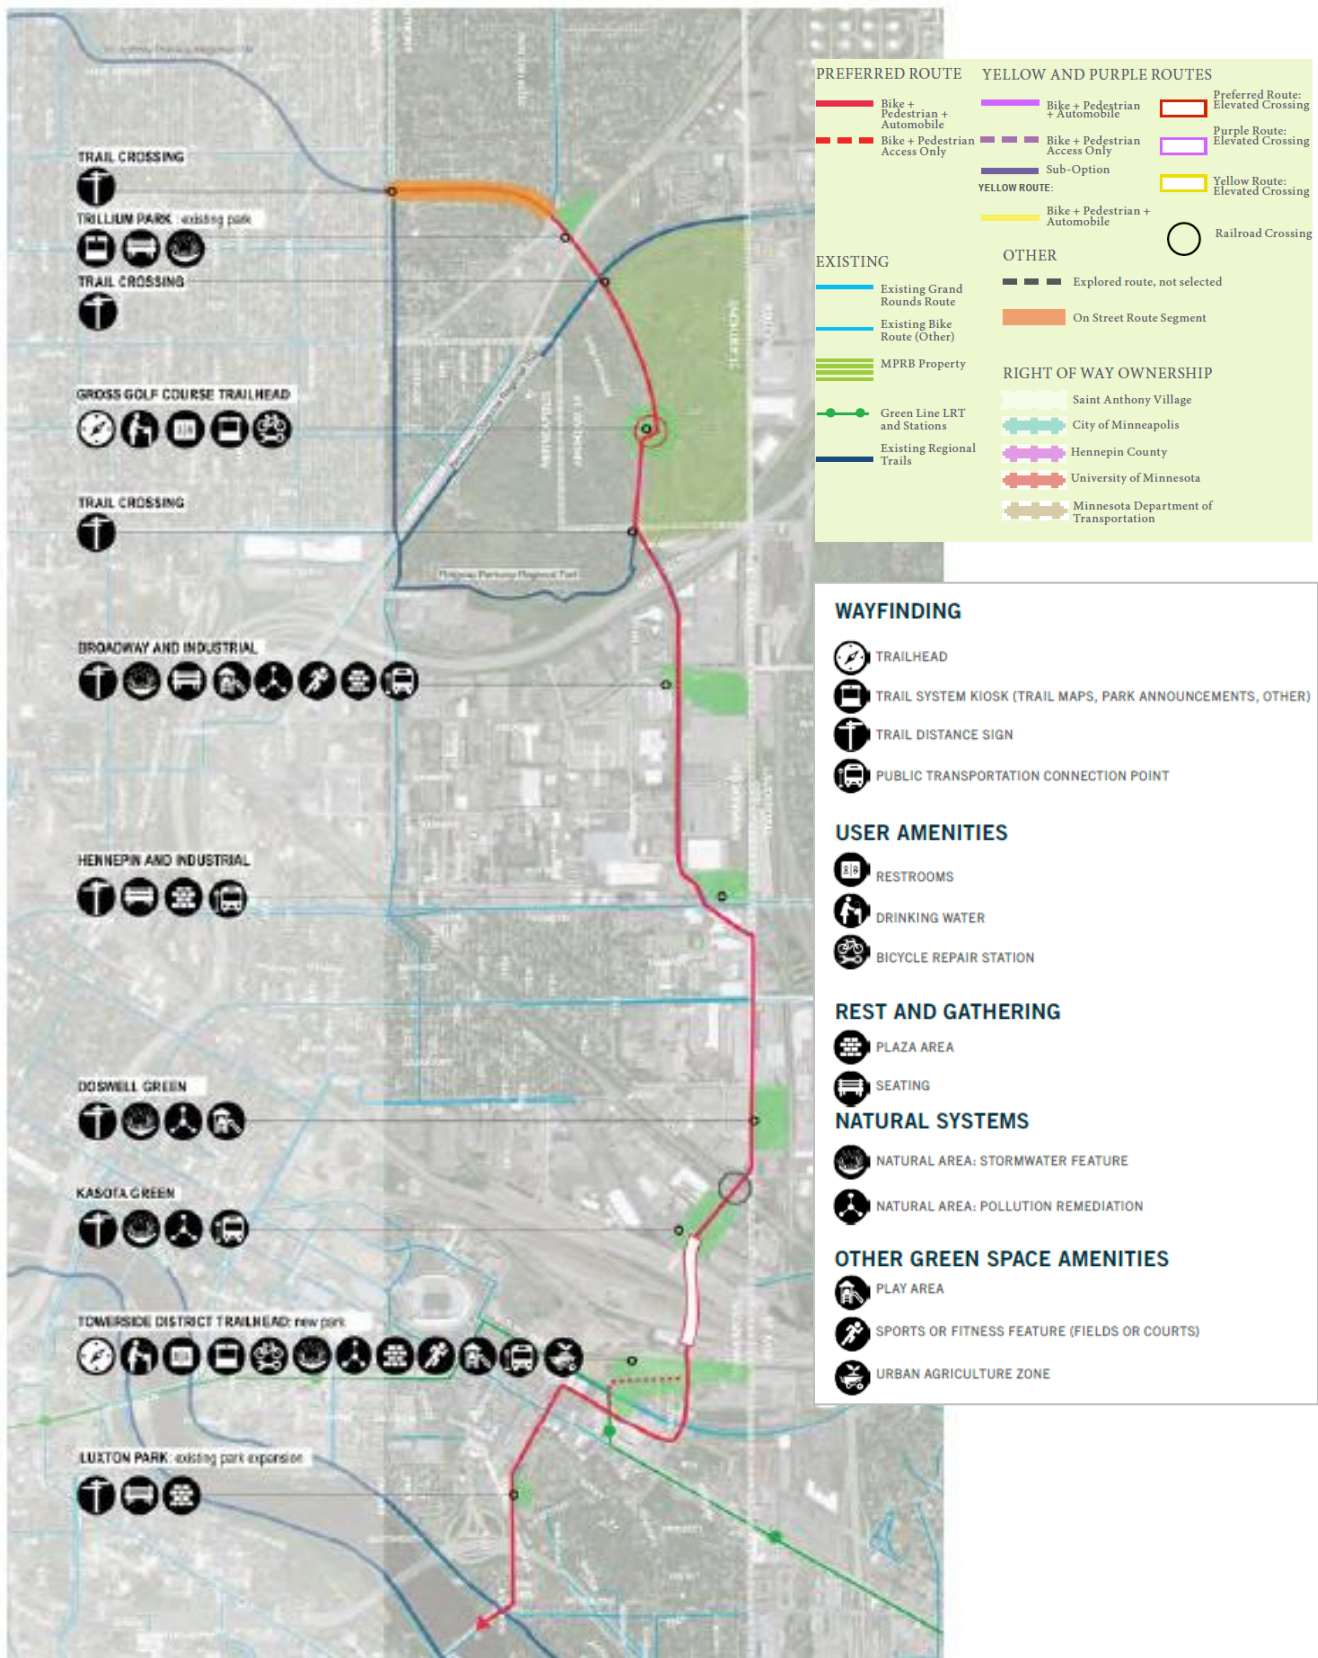 TRAIL CROSSING
TRILLIUM PARK: existing park
TRAIL CROSSING
GROSS GOLF COURSE TRAILHEAD
TRAIL CROSSING
BROADWAY AND INDUSTRIAL
HENNEPIN AND INDUSTRIAL
DOSWELL GREEN
KASOTA GREEN
TOWERSIDE DISTRICT TRAILHEAD: new park
LUXTON PARK: existing park expansion
PREFERRED ROUTE
Bike +
Pedestrian +
Automobile
Bike + Pedestrian
Access Only
YELLOW AND PURPLE ROUTES
Bike + Pedestrian
+ Automobile
Bike + Pedestrian
Access Only
Sub-Option
YELLOW ROUTE:
Bike + Pedestrian +
Automobile
Preferred Route:
Elevated Crossing
Purple Route:
Elevated Crossing
Yellow Route:
Elevated Crossing
Railroad Crossing
EXISTING
Existing Grand
Rounds Route
Existing Bike
Route (Other)
MPRB Property
Green Line LRT
and Stations
Existing Regional
Trails
OTHER
Explored route, not selected
On Street Route Segment
RIGHT OF WAY OWNERSHIP
Saint Anthony Village
City of Minneapolis
Hennepin County
University of Minnesota
Minnesota Department of
Transportation
WAYFINDING
TRAILHEAD
TRAIL SYSTEM KIOSK (TRAIL MAPS, PARK ANNOUNCEMENTS, OTHER)
TRAIL DISTANCE SIGN
PUBLIC TRANSPORTATION CONNECTION POINT
USER AMENITIES
RESTROOMS
DRINKING WATER
BICYCLE REPAIR STATION
REST AND GATHERING
PLAZA AREA
SEATING
NATURAL SYSTEMS
NATURAL AREA: STORMWATER FEATURE
NATURAL AREA: POLLUTION REMEDIATION
OTHER GREEN SPACE AMENITIES
PLAY AREA
SPORTS OR FITNESS FEATURE (FIELDS OR COURTS)
URBAN AGRICULTURE ZONE